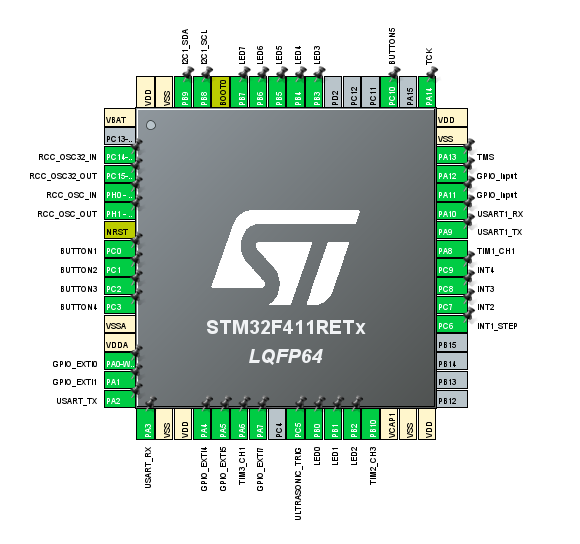 I2C1_SDA
I2C1_SCL
LED7
LED6
LED5
LED4
LED3
BUTTON5
TCK
VDD
VSS
PB9
PB8
BOOT0
PB7
PB6
PB5
PB4
PB3
PD2
PC12
PC11
PC10
PA15
PA14
VBAT
PC13-..
RCC_OSC32_IN PC14-..
RCC_OSC32_OUT PC15-..
RCC_OSC_IN PH0 -..
RCC_OSC_OUT PH1 -..
NRST
BUTTON1 PC0
BUTTON2 PC1
BUTTON3 PC2
BUTTON4 PC3
VSSA
VDDA
GPIO_EXTI0 PA0-W..
GPIO_EXTI1 PA1
USART_TX PA2
ST
STM32F411RETx
LQFP64
VDD
VSS
PA13 TMS
PA12 GPIO_Input
PA11 GPIO_Input
PA10 USART1_RX
PA9 USART1_TX
PA8 TIM1_CH1
PC9 INT4
PC8 INT3
PC7 INT2
PC6 INT1_STEP
PB15
PB14
PB13
PB12
PA3
VSS
VDD
PA4
PA5
PA6
PA7
PC4
PC5
PB0
PB1
PB2
PB10
VCAP1
VSS
VDD
USART_RX
GPIO_EXTI4
GPIO_EXTI5
TIM3_CH1
GPIO_EXTI7
ULTRASONIC_TRIG
LED0
LED1
LED2
TIM2_CH3